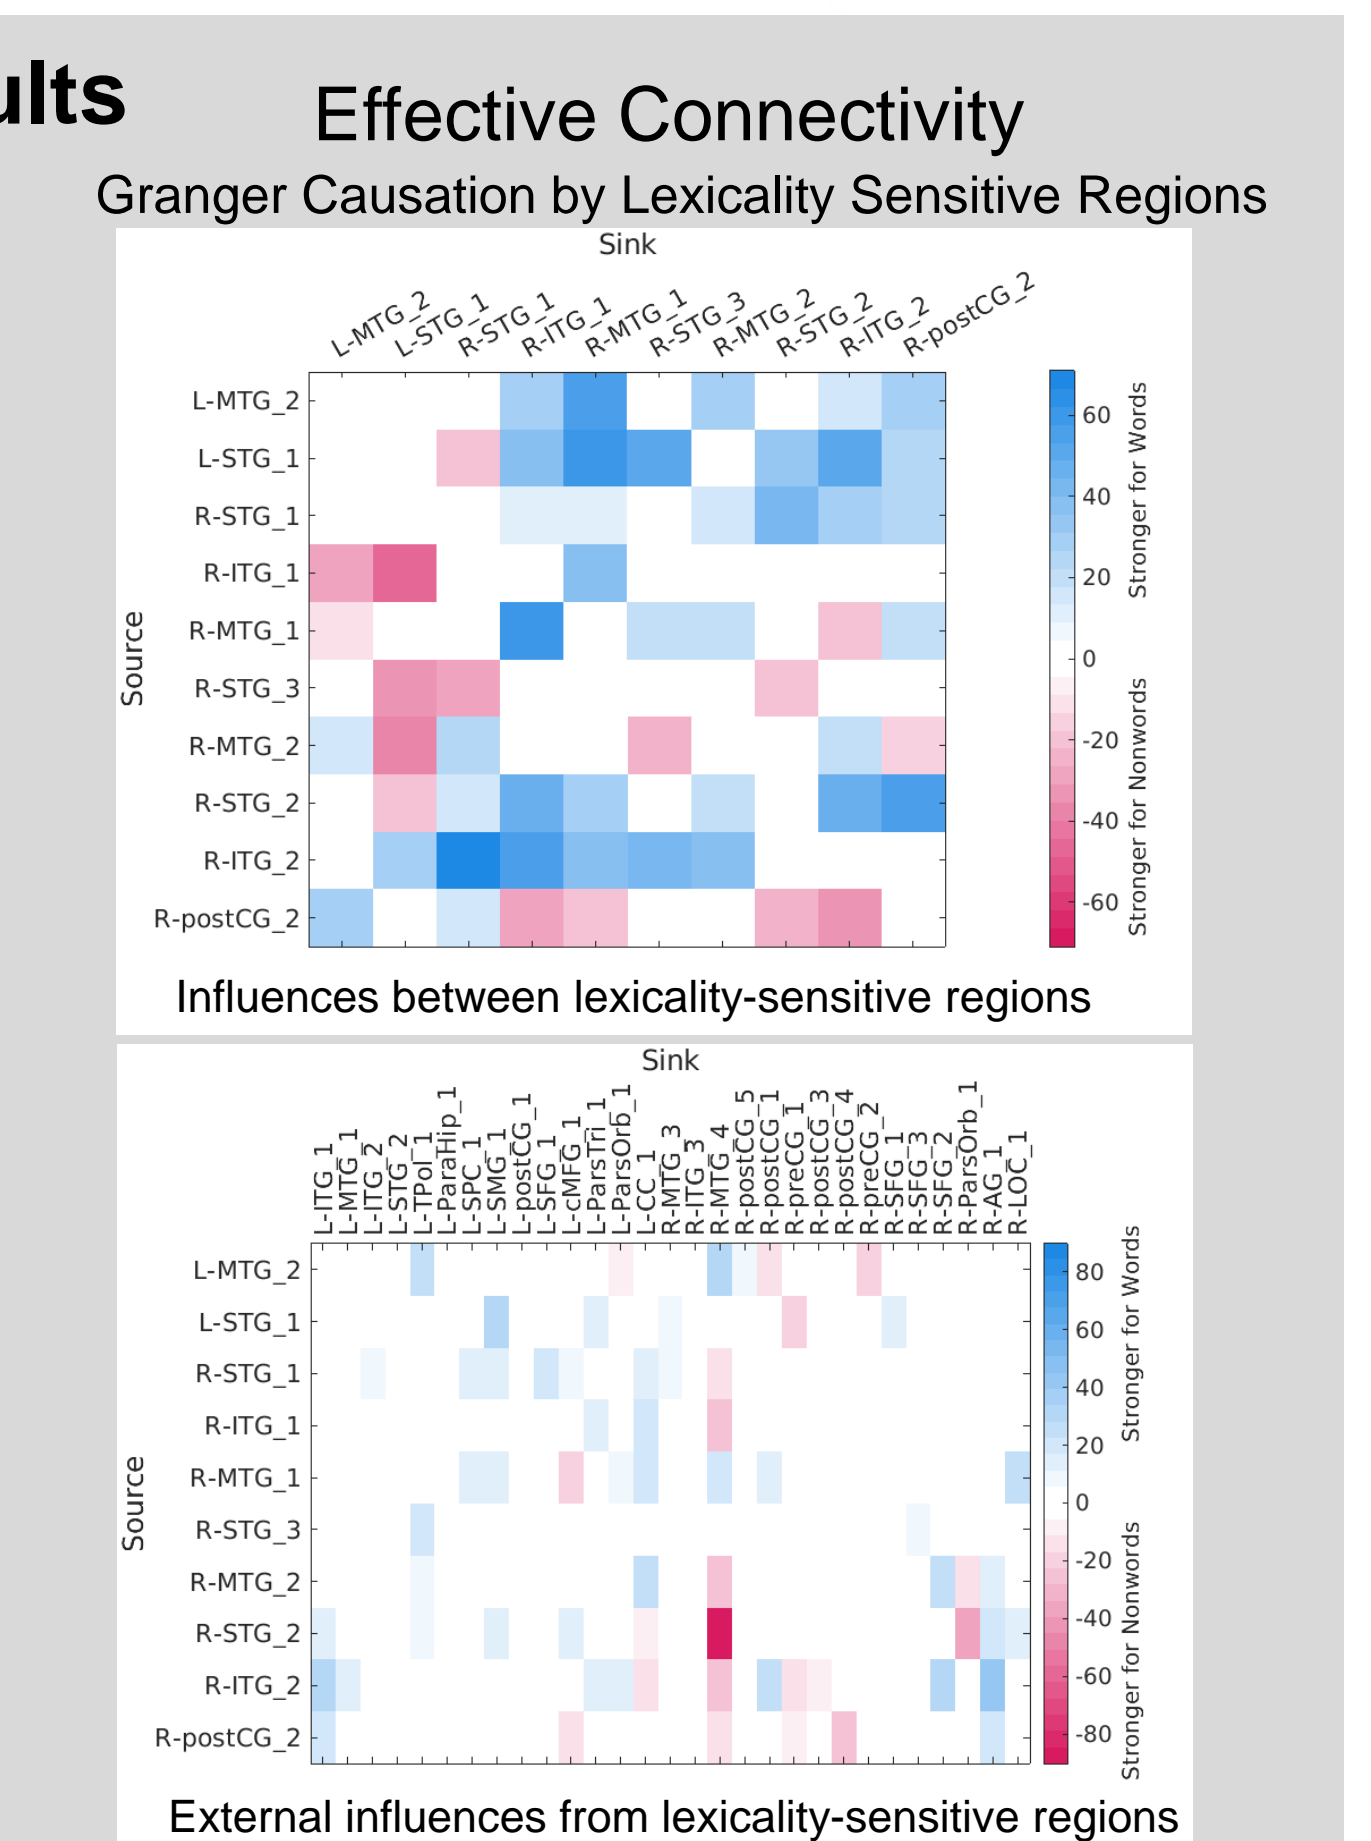 ults
Effective Connectivity
Granger Causation by Lexicality Sensitive Regions
Sink
L-MTG_2
L-STG_1
R-STG_1
R-ITG_1
R-MTG_1
R-STG_3
R-MTG_2
R-STG_2
R-ITG_2
R-postCG_2
Source
L-MTG_2
L-STG_1
R-STG_1
R-ITG_1
R-MTG_1
R-STG_3
R-MTG_2
R-STG_2
R-ITG_2
R-postCG_2
60
40
20
0
-20
-40
-60
Stronger for Words
Stronger for Nonwords
Influences between lexicality-sensitive regions
Sink
L-ITG_1
L-MTG_1
L-ITG_2
L-STG_2
L-TPol_1
L-ParaHip_1
L-SPC_1
L-SMG_1
L-postCG_1
L-SFG_1
L-cMFG_1
L-ParsTri_1
L-ParsOrb_1
L-CC_1
R-MTG_3
R-ITG_3
R-MTG_4
R-postCG_5
R-postCG_1
R-preCG_1
R-postCG_3
R-postCG_4
R-preCG_2
R-SFG_1
R-SFG_3
R-SFG_2
R-ParsOrb_1
R-AG_1
R-LOC_1
Source
L-MTG_2
L-STG_1
R-STG_1
R-ITG_1
R-MTG_1
R-STG_3
R-MTG_2
R-STG_2
R-ITG_2
R-postCG_2
80
60
40
20
0
-20
-40
-60
-80
Stronger for Words
Stronger for Nonwords
External influences from lexicality-sensitive regions